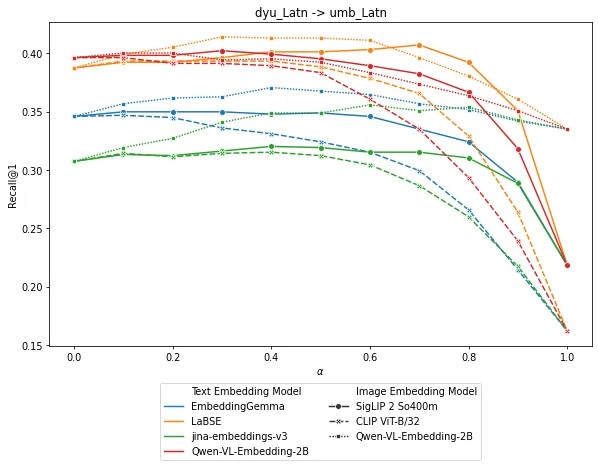 dyu_Latn -> umb_Latn
Recall@1
0.40
0.35
0.30
0.25
0.20
0.15
0.0
0.2
0.4
0.6
0.8
1.0
α
Text Embedding Model
EmbeddingGemma
LaBSE
jina-embeddings-v3
Qwen-VL-Embedding-2B
Image Embedding Model
SigLIP 2 So400m
CLIP ViT-B/32
Qwen-VL-Embedding-2B